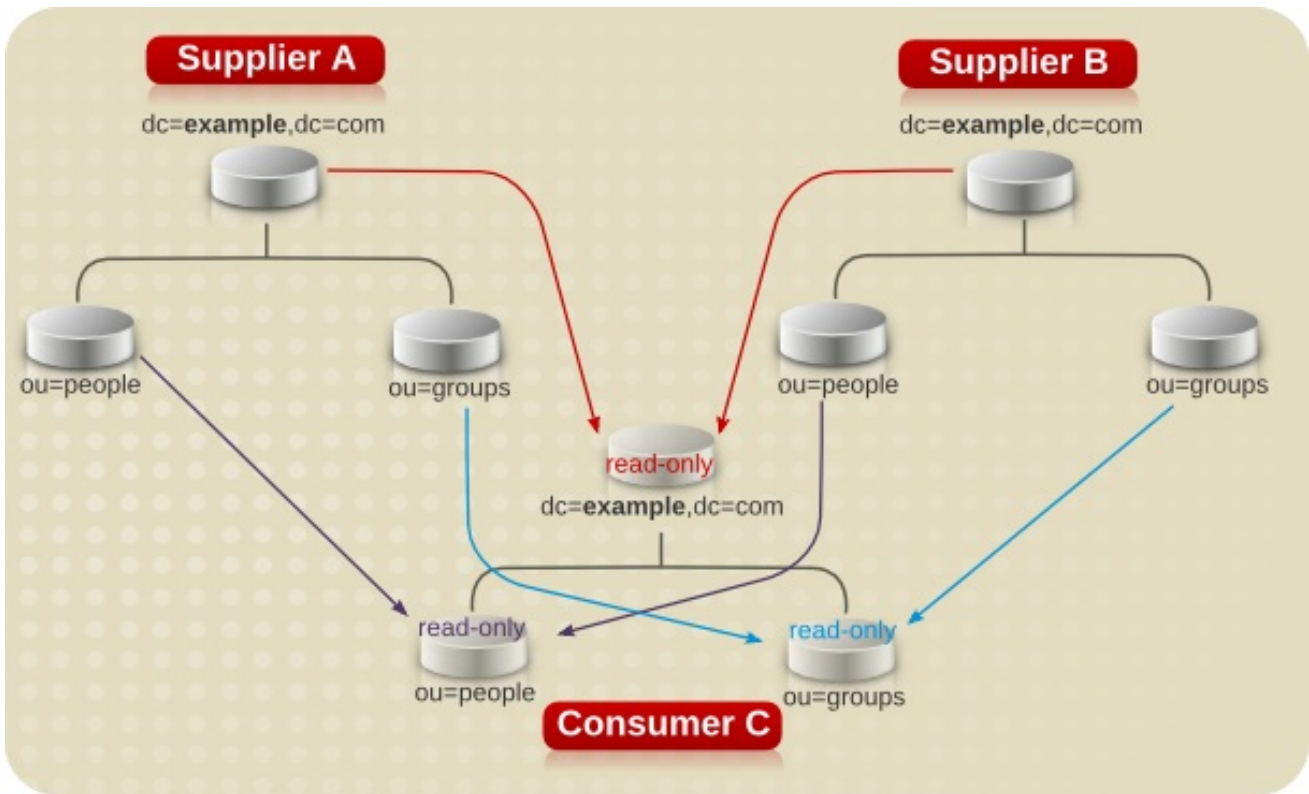 Supplier A
Supplier B
dc=example,dc=com
dc=example,dc=com
ou=people
ou=groups
ou=people
ou=groups
read-only
dc=example,dc=com
read-only
read-only
ou=people
ou=groups
Consumer C